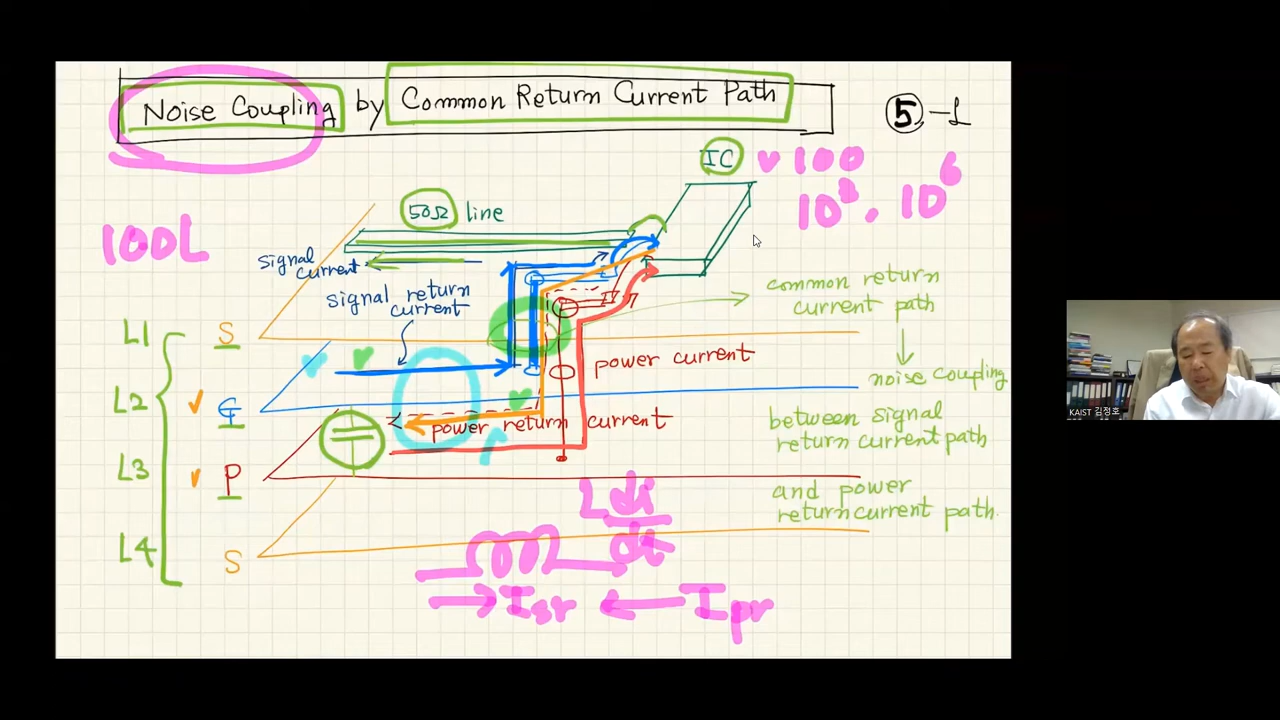 Noise Coupling by Common Return Current Path
5 -1
IC
v 100
10³ . 10⁶
50Ω line
100L
signal
current
signal return
current
common return
current path
L1
S
power current
noise coupling
L2
G
between signal
return current path
power return current
L3
P
and power
return current path.
L di/dt
L4
S
Isr
Ipr
KAIST 김정호